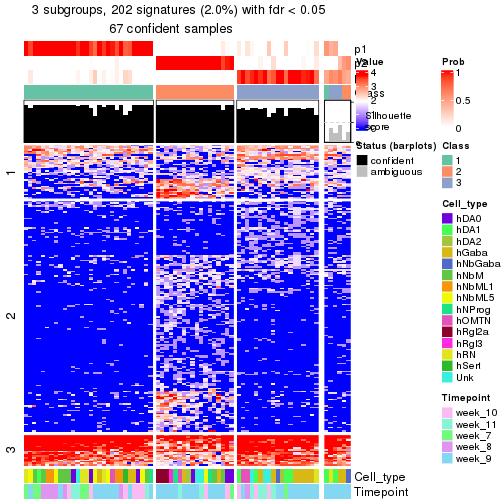 3 subgroups, 202 signatures (2.0%) with fdr < 0.05
67 confident samples
p1
p2
Value
4
3
2
1
0
Prob
1
0.5
0
Silhouette
score
Status (barplots)
confident
ambiguous
Class
1
2
3
Cell_type
hDA0
hDA1
hDA2
hGaba
hNbGaba
hNbM
hNbML1
hNbML5
hNProg
hOMTN
hRgl2a
hRgl3
hRN
hSert
Unk
Timepoint
week_10
week_11
week_7
week_8
week_9
1
2
3
Cell_type
Timepoint